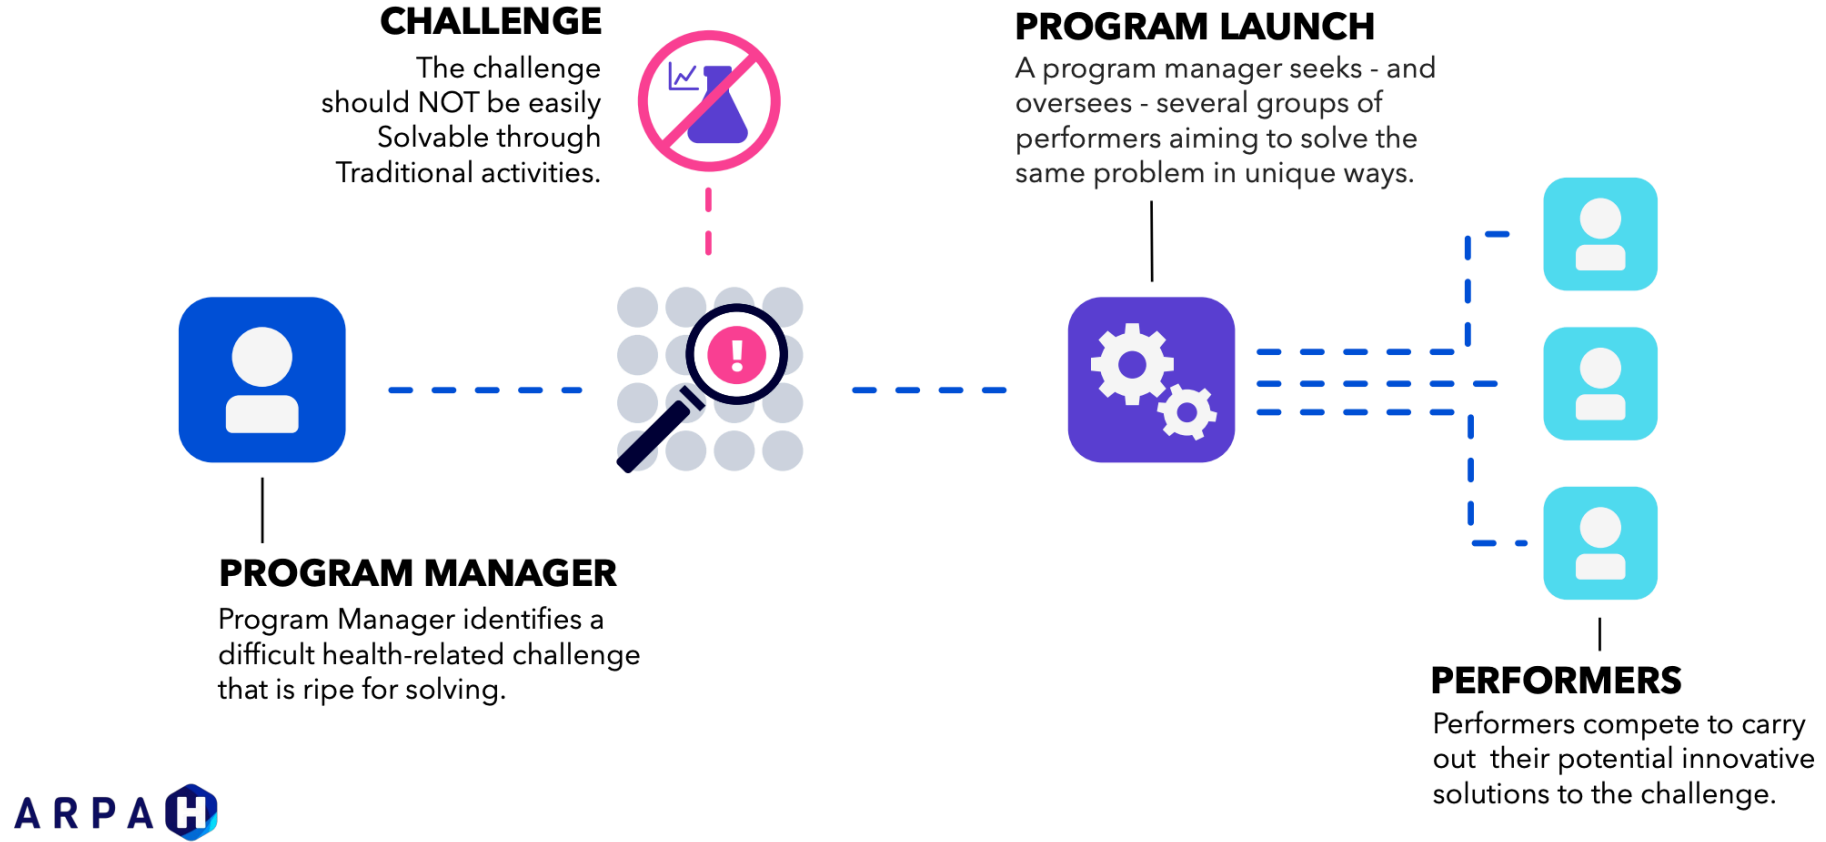 CHALLENGE
The challenge
should NOT be easily
Solvable through
Traditional activities.
PROGRAM LAUNCH
A program manager seeks - and
oversees - several groups of
performers aiming to solve the
same problem in unique ways.
!
PROGRAM MANAGER
Program Manager identifies a
difficult health-related challenge
that is ripe for solving.
PERFORMERS
Performers compete to carry
out  their potential innovative
solutions to the challenge.
ARPA H